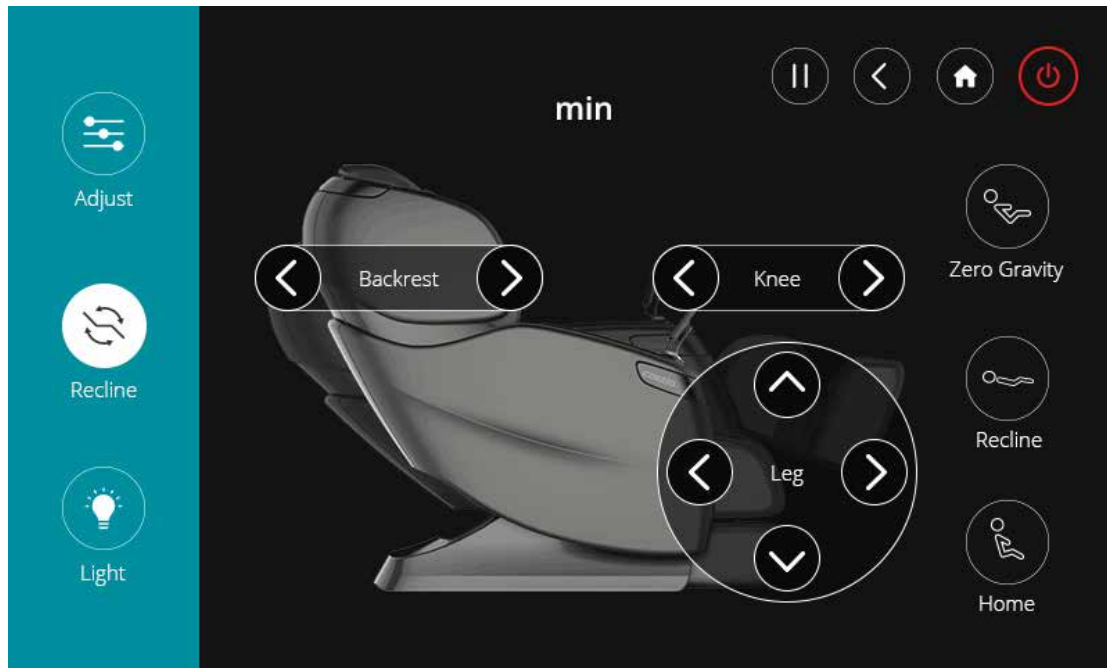 min
Adjust
Backrest
Knee
Zero Gravity
Recline
Leg
Recline
Light
Home